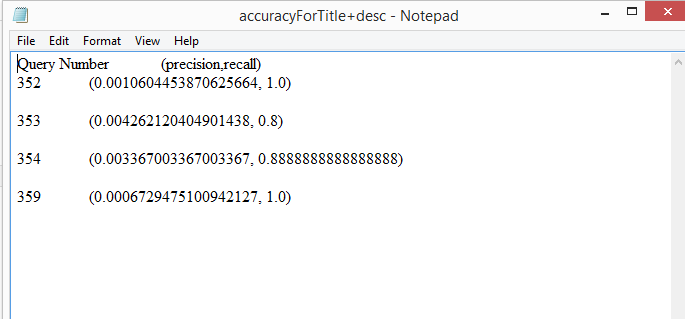 accuracyForTitle+desc - Notepad
File Edit Format View Help
Query Number (precision,recall)
352 (0.0010604453870625664, 1.0)
353 (0.004262120404901438, 0.8)
354 (0.003367003367003367, 0.8888888888888888)
359 (0.0006729475100942127, 1.0)